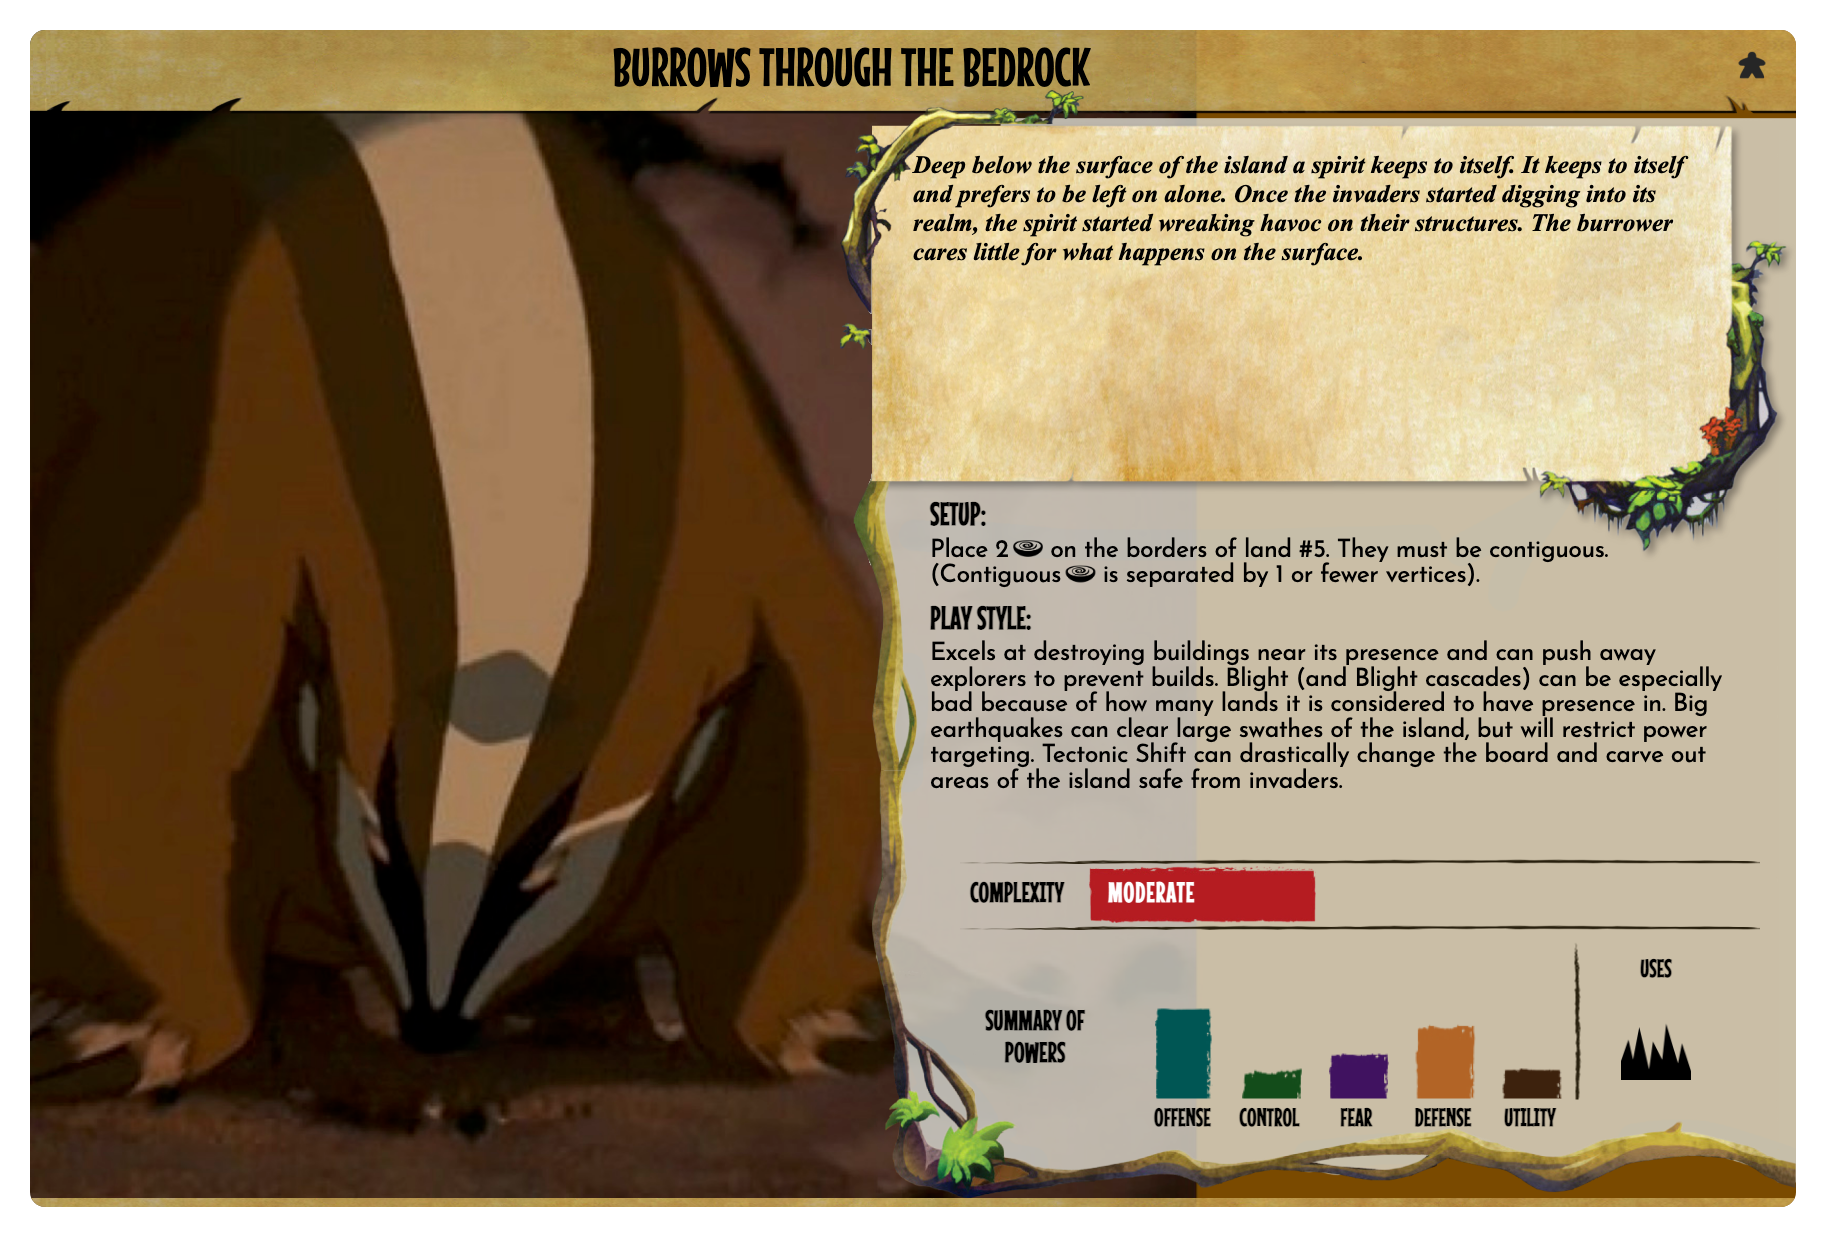 BURROWS THROUGH THE BEDROCK
Deep below the surface of the island a spirit keeps to itself. It keeps to itself
and prefers to be left on alone. Once the invaders started digging into its
realm, the spirit started wreaking havoc on their structures. The burrower
cares little for what happens on the surface.
SETUP:
Place 2 on the borders of land #5. They must be contiguous.
(Contiguous is separated by 1 or fewer vertices).
PLAY STYLE:
Excels at destroying buildings near its presence and can push away
explorers to prevent builds. Blight (and Blight cascades) can be especially
bad because of how many lands it is considered to have presence in. Big
earthquakes can clear large swathes of the island, but will restrict power
targeting. Tectonic Shift can drastically change the board and carve out
areas of the island safe from invaders.
COMPLEXITY MODERATE
USES
SUMMARY OF
POWERS
OFFENSE CONTROL FEAR DEFENSE UTILITY